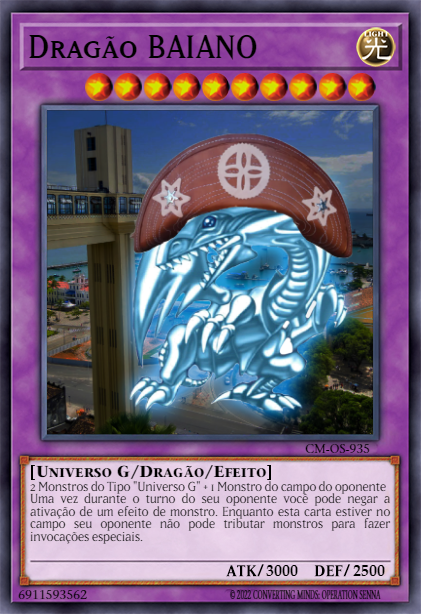 Dragão BAIANO
LIGHT
光
CM-OS-935
[Universo G/Dragão/Efeito]
2 Monstros do Tipo "Universo G" + 1 Monstro do campo do oponente
Uma vez durante o turno do seu oponente você pode negar a
ativação de um efeito de monstro. Enquanto esta carta estiver no
campo seu oponente não pode tributar monstros para fazer
invocações especiais.
ATK/3000 DEF/2500
6911593562 © 2022 CONVERTING MINDS: OPERATION SENNA